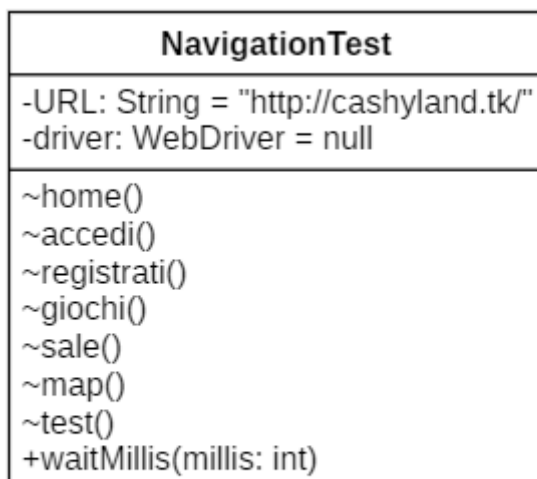 NavigationTest
-URL: String = "http://cashyland.tk/"
-driver: WebDriver = null
~home()
~accedi()
~registrati()
~giochi()
~sale()
~map()
~test()
+waitMillis(millis: int)